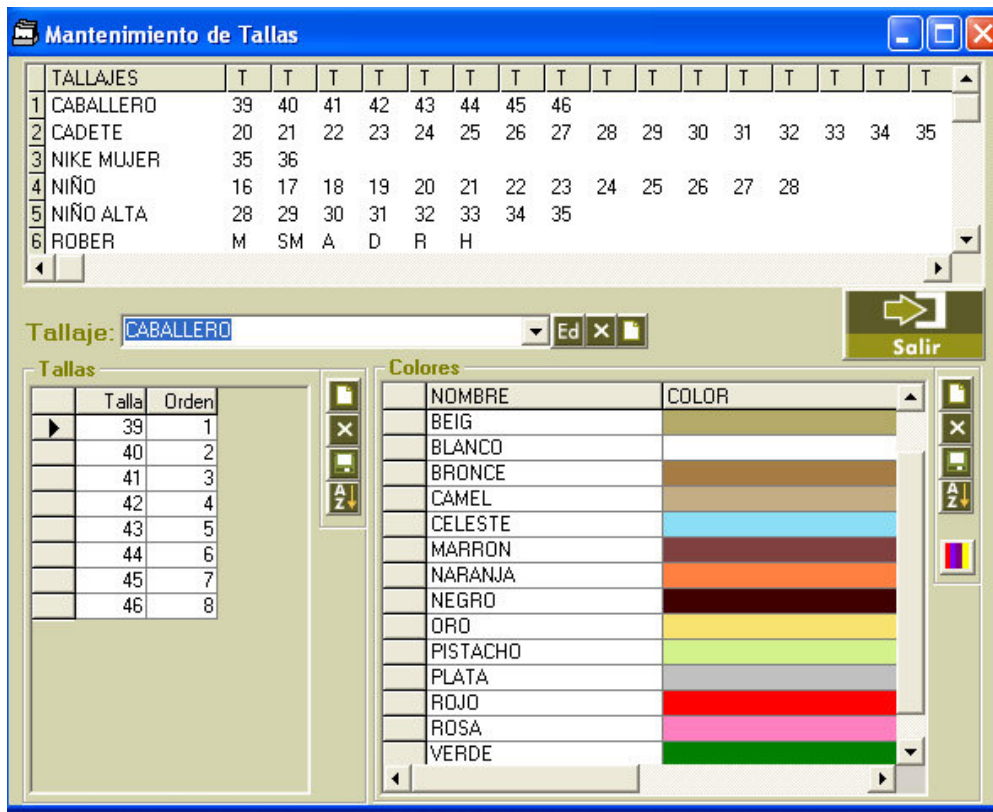 Mantenimiento de Tallas
TALLAJES T T T T T T T T T T T T T T T T
1 CABALLERO 39 40 41 42 43 44 45 46
2 CADETE 20 21 22 23 24 25 26 27 28 29 30 31 32 33 34 35
3 NIKE MUJER 35 36
4 NIÑO 16 17 18 19 20 21 22 23 24 25 26 27 28
5 NIÑO ALTA 28 29 30 31 32 33 34 35
6 ROBER M SM A D R H
Tallaje: CABALLERO Ed
Salir
Tallas
Talla Orden
39 1
40 2
41 3
42 4
43 5
44 6
45 7
46 8
A
Z
Colores
NOMBRE COLOR
BEIG
BLANCO
BRONCE
CAMEL
CELESTE
MARRON
NARANJA
NEGRO
ORO
PISTACHO
PLATA
ROJO
ROSA
VERDE
A
Z